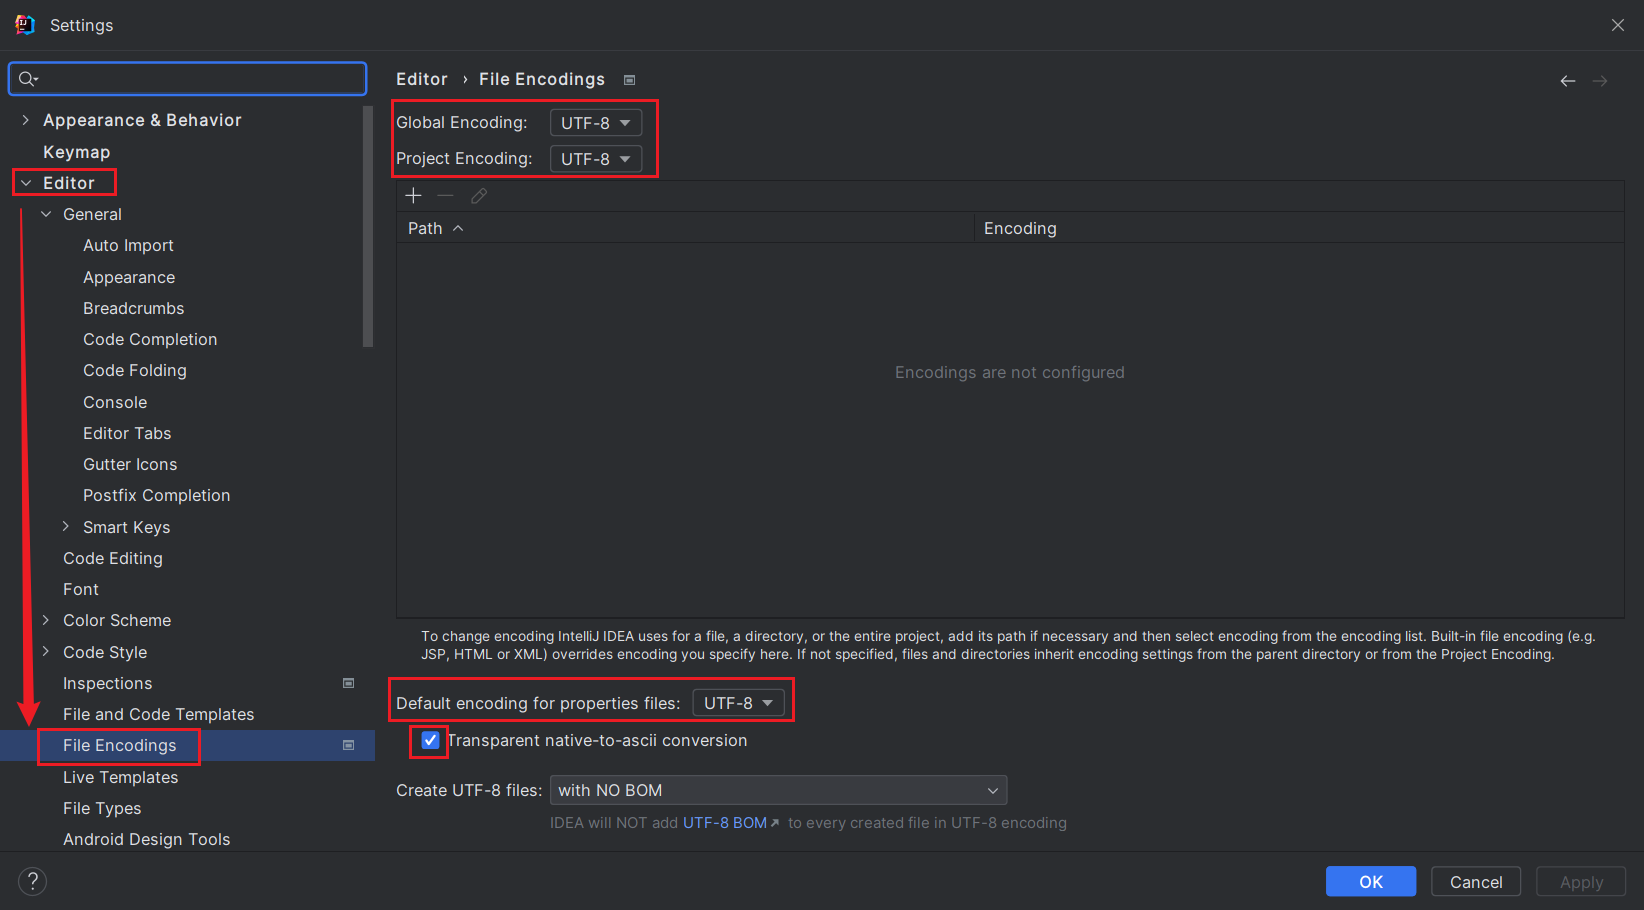 Settings
Appearance & Behavior
Keymap
Editor
General
Auto Import
Appearance
Breadcrumbs
Code Completion
Code Folding
Console
Editor Tabs
Gutter Icons
Postfix Completion
Smart Keys
Code Editing
Font
Color Scheme
Code Style
Inspections
File and Code Templates
File Encodings
Live Templates
File Types
Android Design Tools
Editor › File Encodings
Global Encoding: UTF-8
Project Encoding: UTF-8
Path Encoding
Encodings are not configured
To change encoding IntelliJ IDEA uses for a file, a directory, or the entire project, add its path if necessary and then select encoding from the encoding list. Built-in file encoding (e.g.
JSP, HTML or XML) overrides encoding you specify here. If not specified, files and directories inherit encoding settings from the parent directory or from the Project Encoding.
Default encoding for properties files: UTF-8
Transparent native-to-ascii conversion
Create UTF-8 files: with NO BOM
IDEA will NOT add UTF-8 BOM ↗ to every created file in UTF-8 encoding
? OK Cancel Apply